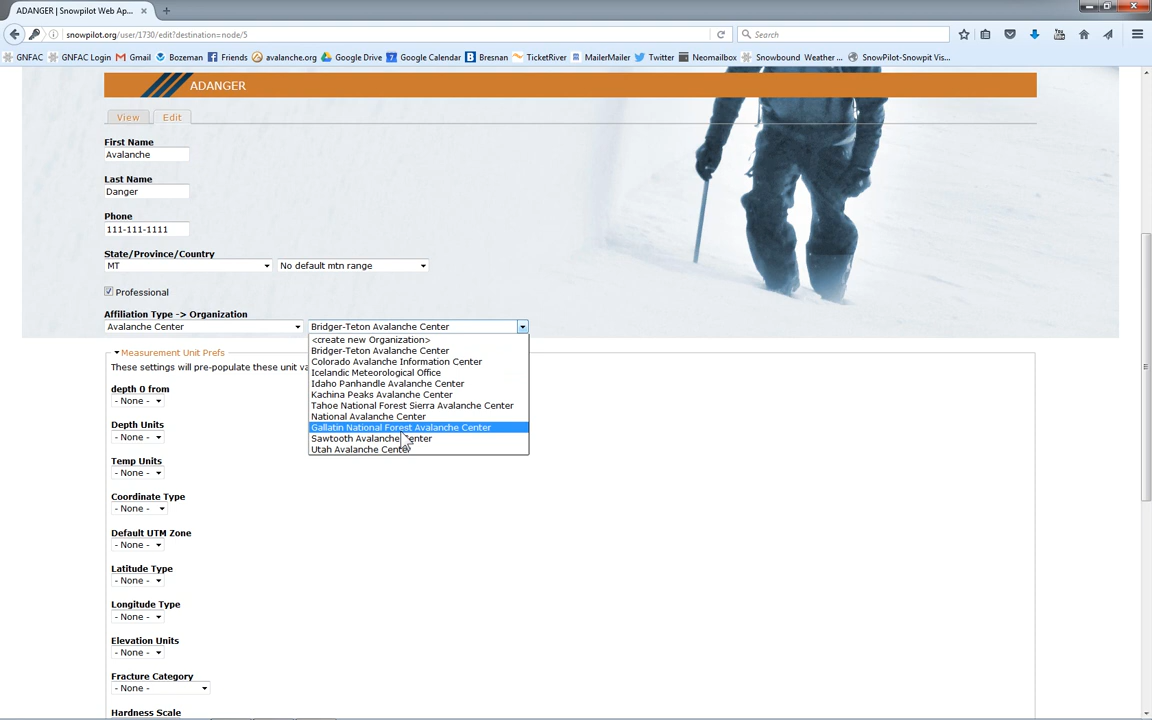 ADANGER | Snowpilot Web Ap...
snowpilot.org/user/1730/edit?destination=node/5
Search
GNFAC GNFAC Login Gmail Bozeman Friends avalanche.org Google Drive Google Calendar Bresnan TicketRiver MailerMailer Twitter Neomailbox Snowbound Weather ... SnowPilot-Snowpit Vis...
ADANGER
View Edit
First Name
Avalanche
Last Name
Danger
Phone
111-111-1111
State/Province/Country
MT No default mtn range
Professional
Affiliation Type -> Organization
Avalanche Center Bridger-Teton Avalanche Center
<create new Organization>
Bridger-Teton Avalanche Center
Colorado Avalanche Information Center
Icelandic Meteorological Office
Idaho Panhandle Avalanche Center
Kachina Peaks Avalanche Center
Tahoe National Forest Sierra Avalanche Center
National Avalanche Center
Gallatin National Forest Avalanche Center
Sawtooth Avalanche Center
Utah Avalanche Center
Measurement Unit Prefs
These settings will pre-populate these unit va
depth 0 from
- None -
Depth Units
- None -
Temp Units
- None -
Coordinate Type
- None -
Default UTM Zone
- None -
Latitude Type
- None -
Longitude Type
- None -
Elevation Units
- None -
Fracture Category
- None -
Hardness Scale